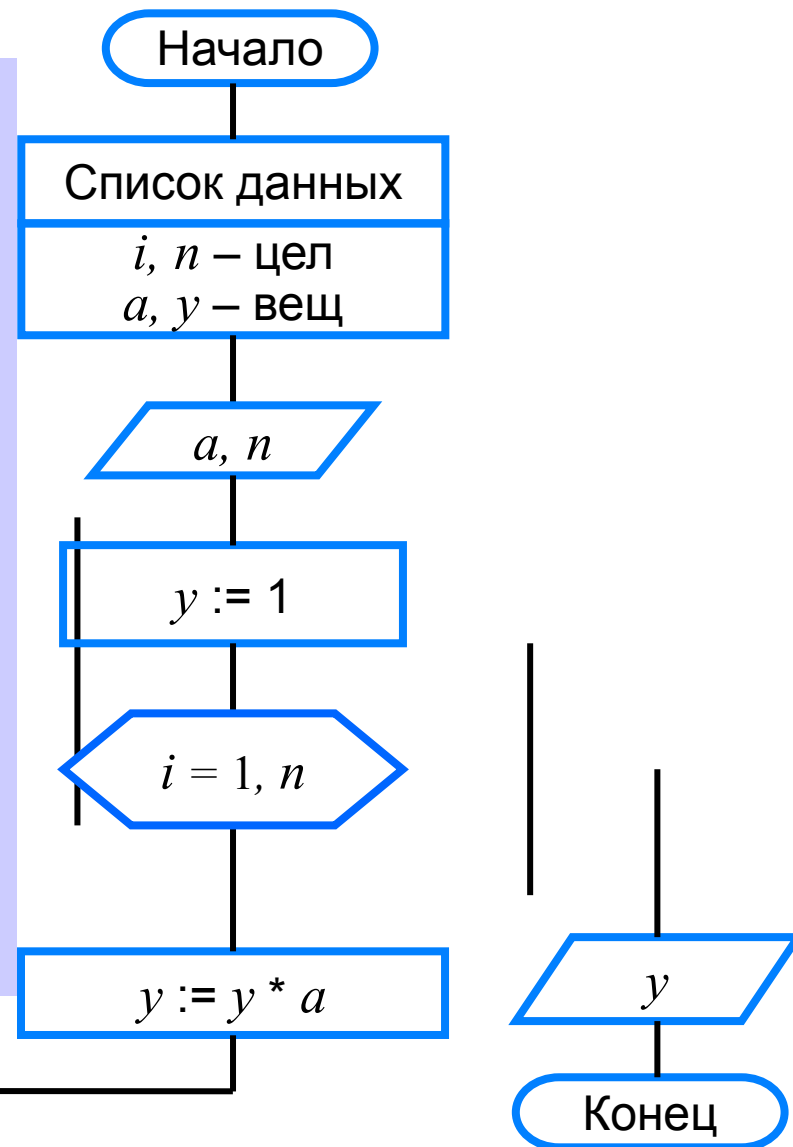 Начало
Список данных
i, n – цел
a, y – вещ
a, n
y := 1
i = 1, n
y := y * a
y
Конец